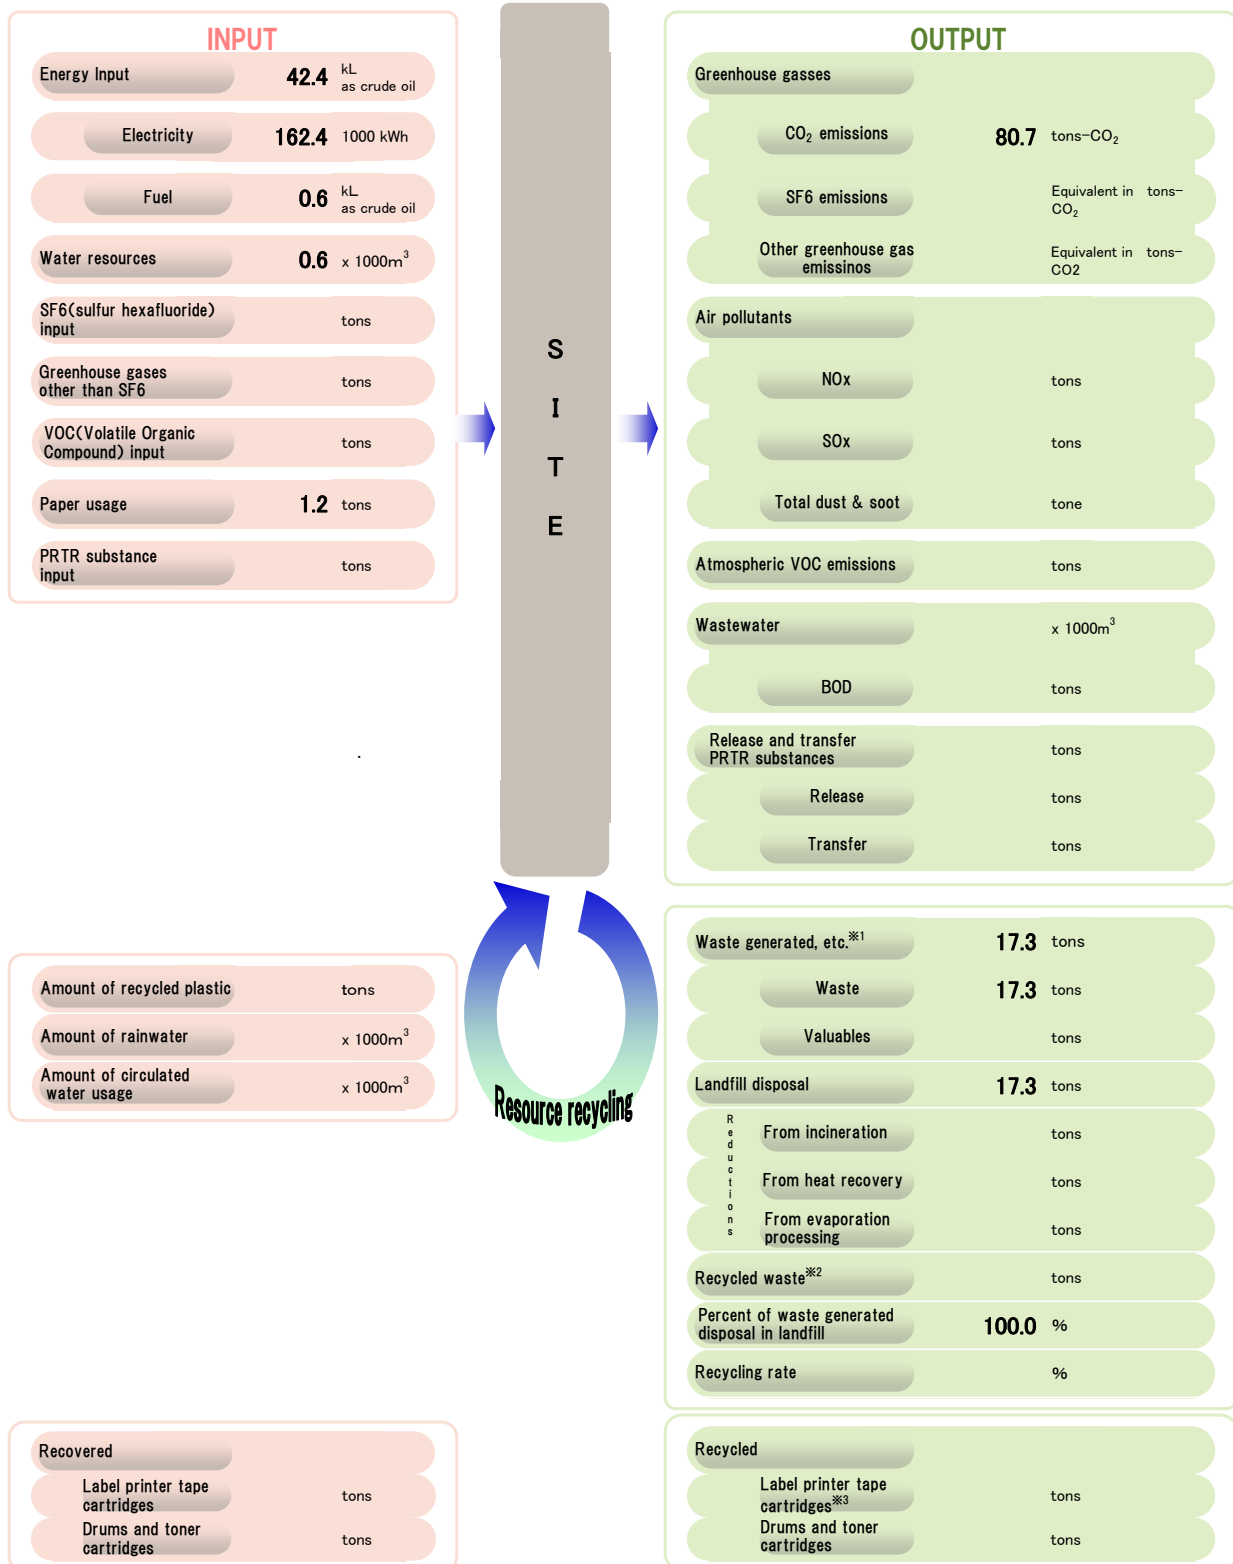 INPUT
Energy Input 42.4 kL as crude oil
Electricity 162.4 1000 kWh
Fuel 0.6 kL as crude oil
Water resources 0.6 x 1000m³
SF6(sulfur hexafluoride)
input tons
Greenhouse gases
other than SF6 tons
VOC(Volatile Organic
Compound) input tons
Paper usage 1.2 tons
PRTR substance
input tons
S
I
T
E
OUTPUT
Greenhouse gasses
CO₂ emissions 80.7 tons-CO₂
SF6 emissions Equivalent in tons-
CO₂
Other greenhouse gas
emissinos Equivalent in tons-
CO2
Air pollutants
NOx tons
SOx tons
Total dust & soot tone
Atmospheric VOC emissions tons
Wastewater x 1000m³
BOD tons
Release and transfer
PRTR substances tons
Release tons
Transfer tons
Amount of recycled plastic tons
Amount of rainwater x 1000m³
Amount of circulated
water usage x 1000m³
Resource recycling
Waste generated, etc.※1 17.3 tons
Waste 17.3 tons
Valuables tons
Landfill disposal 17.3 tons
Reductions
From incineration tons
From heat recovery tons
From evaporation
processing tons
Recycled waste※2 tons
Percent of waste generated
disposal in landfill 100.0 %
Recycling rate %
Recovered
Label printer tape
cartridges tons
Drums and toner
cartridges tons
Recycled
Label printer tape
cartridges※3 tons
Drums and toner
cartridges tons